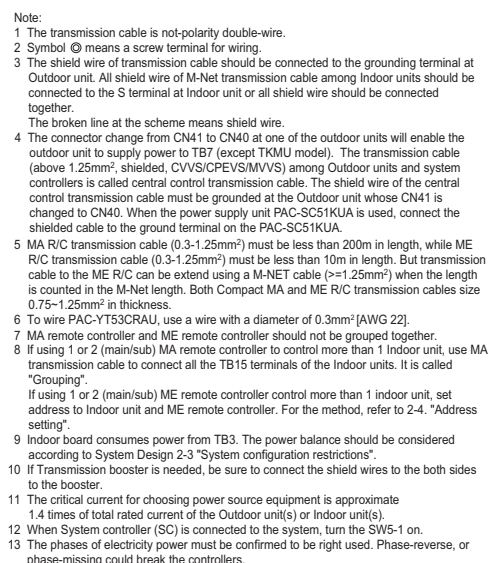 Note:
1 The transmission cable is not-polarity double-wire.
2 Symbol ◎ means a screw terminal for wiring.
3 The shield wire of transmission cable should be connected to the grounding terminal at
Outdoor unit. All shield wire of M-Net transmission cable among Indoor units should be
connected to the S terminal at Indoor unit or all shield wire should be connected
together.
The broken line at the scheme means shield wire.
4 The connector change from CN41 to CN40 at one of the outdoor units will enable the
outdoor unit to supply power to TB7 (except TKMU model). The transmission cable
(above 1.25mm², shielded, CVVS/CPEVS/MVVS) among Outdoor units and system
controllers is called central control transmission cable. The shield wire of the central
control transmission cable must be grounded at the Outdoor unit whose CN41 is
changed to CN40. When the power supply unit PAC-SC51KUA is used, connect the
shielded cable to the ground terminal on the PAC-SC51KUA.
5 MA R/C transmission cable (0.3-1.25mm²) must be less than 200m in length, while ME
R/C transmission cable (0.3-1.25mm²) must be less than 10m in length. But transmission
cable to the ME R/C can be extend using a M-NET cable (>=1.25mm²) when the length
is counted in the M-Net length. Both Compact MA and ME R/C transmission cables size
0.75~1.25mm² in thickness.
6 To wire PAC-YT53CRAU, use a wire with a diameter of 0.3mm² [AWG 22].
7 MA remote controller and ME remote controller should not be grouped together.
8 If using 1 or 2 (main/sub) MA remote controller to control more than 1 Indoor unit, use MA
transmission cable to connect all the TB15 terminals of the Indoor units. It is called
"Grouping".
If using 1 or 2 (main/sub) ME remote controller control more than 1 indoor unit, set
address to Indoor unit and ME remote controller. For the method, refer to 2-4. "Address
setting".
9 Indoor board consumes power from TB3. The power balance should be considered
according to System Design 2-3 "System configuration restrictions".
10 If Transmission booster is needed, be sure to connect the shield wires to the both sides
to the booster.
11 The critical current for choosing power source equipment is approximate
1.4 times of total rated current of the Outdoor unit(s) or Indoor unit(s).
12 When System controller (SC) is connected to the system, turn the SW5-1 on.
13 The phases of electricity power must be confirmed to be right used. Phase-reverse, or
phase-missing could break the controllers.